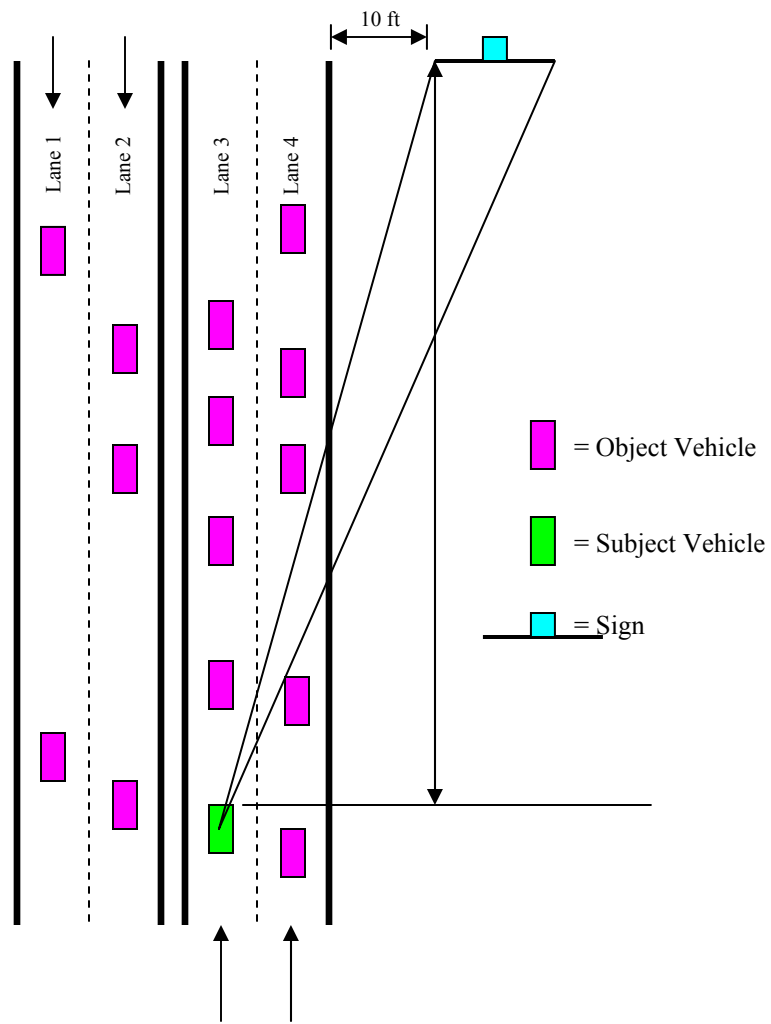 10 ft
Lane 1
Lane 2
Lane 3
Lane 4
= Object Vehicle
= Subject Vehicle
= Sign